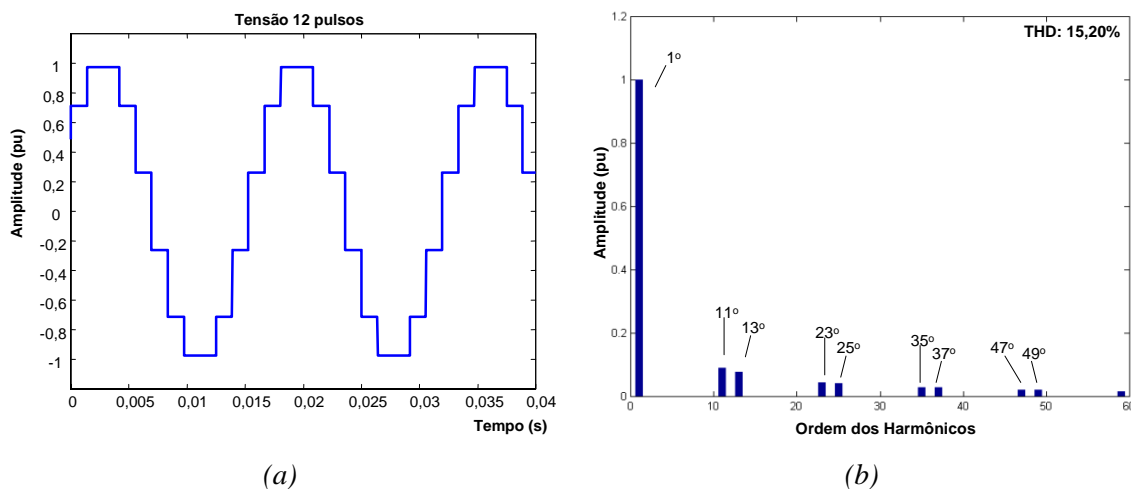 Tensão 12 pulsos
Amplitude (pu)
1
0,8
0,6
0,4
0,2
0
-0,2
-0,4
-0,6
-0,8
-1
0 0,005 0,01 0,015 0,02 0,025 0,03 0,035 0,04
Tempo (s)
(a)
THD: 15,20%
Amplitude (pu)
1.2
1
0.8
0.6
0.4
0.2
0
1º
11º
13º
23º
25º
35º
37º
47º
49º
0 10 20 30 40 50 60
Ordem dos Harmônicos
(b)